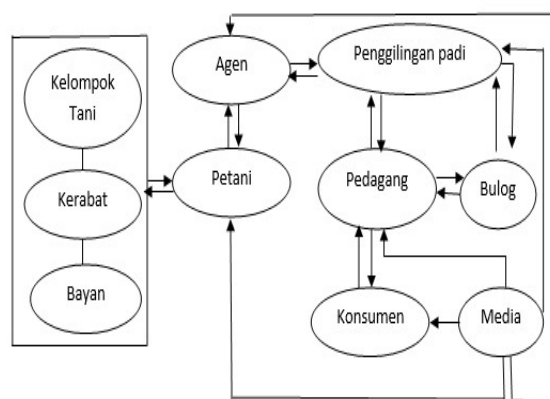 Kelompok
Tani
Kerabat
Bayan
Agen
Petani
Penggilingan padi
Pedagang
Bulog
Konsumen
Media